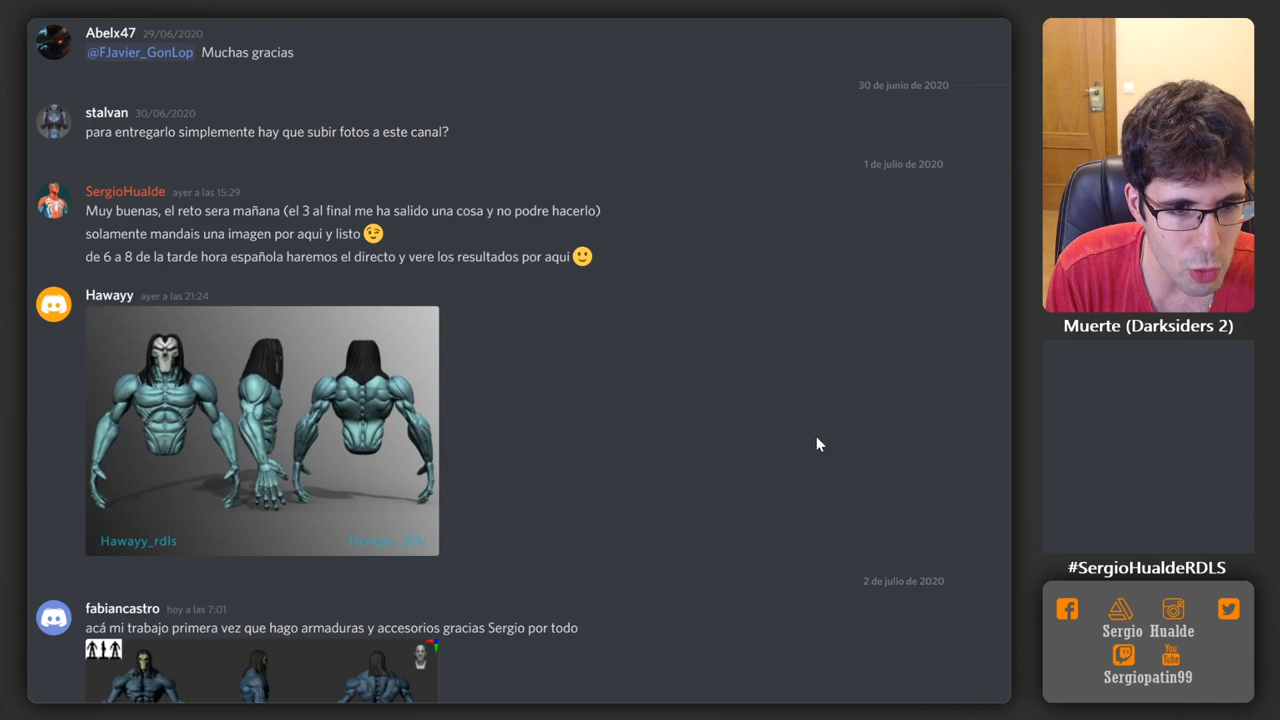 Abelx47 29/06/2020
@FJavier_GonLop Muchas gracias
30 de junio de 2020
stalvan 30/06/2020
para entregarlo simplemente hay que subir fotos a este canal?
1 de julio de 2020
SergioHualde ayer a las 15:29
Muy buenas, el reto sera mañana (el 3 al final me ha salido una cosa y no podre hacerlo)
solamente mandais una imagen por aqui y listo
de 6 a 8 de la tarde hora española haremos el directo y vere los resultados por aqui
Hawayy ayer a las 21:24
Hawayy_rdls
2 de julio de 2020
fabiancastro hoy a las 7:01
acá mi trabajo primera vez que hago armaduras y accesorios gracias Sergio por todo
Muerte (Darksiders 2)
#SergioHualdeRDLS
Sergio Hualde
You
Tube
Sergiopatin99